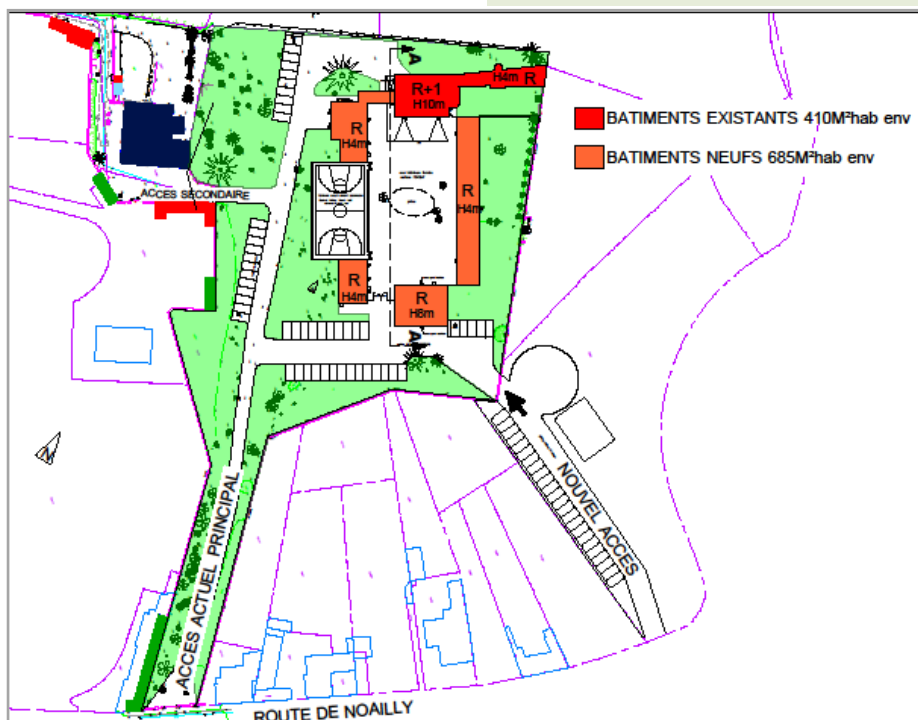 A
H4m R
R+1
H10m
BATIMENTS EXISTANTS 410M²hab env
BATIMENTS NEUFS 685M²hab env
R
H4m
ACCES SECONDAIRE
R
H4m
R
H4m
R
H8m
A
N
NOUVEL ACCES
ACCES ACTUEL PRINCIPAL
ROUTE DE NOAILLY